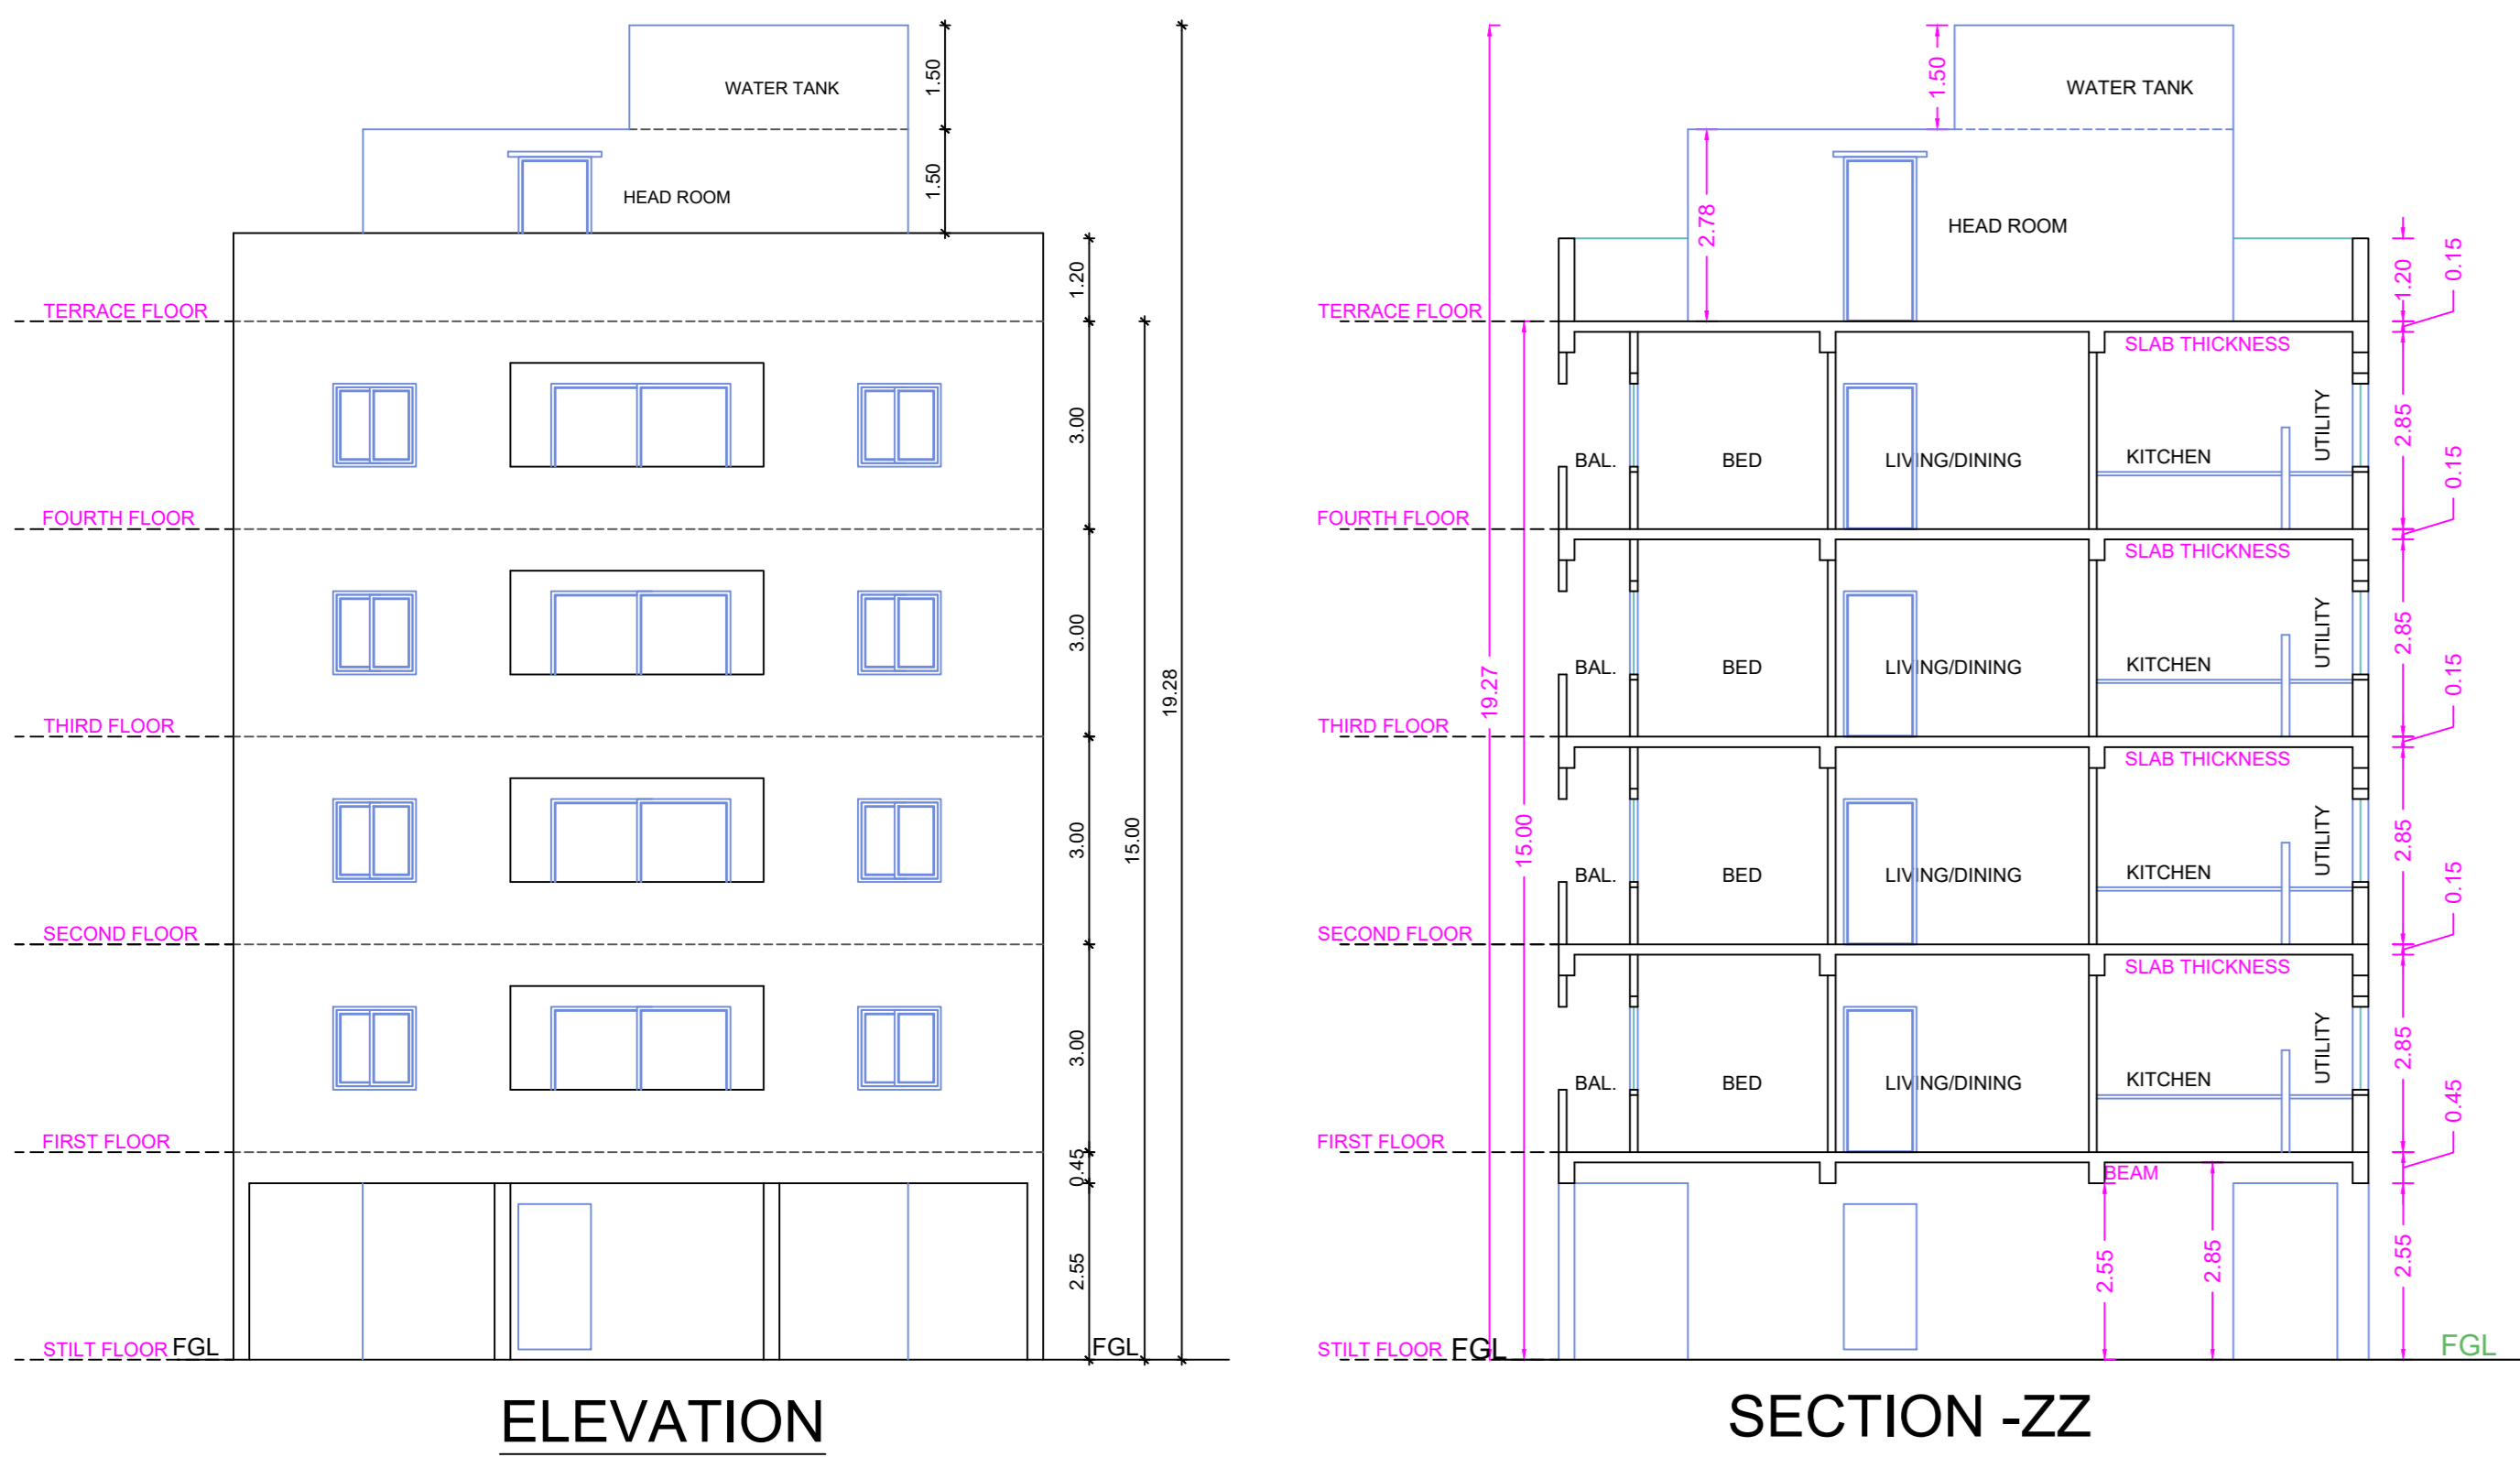 WATER TANK
1.50
HEAD ROOM
1.50
1.20
TERRACE FLOOR
3.00
FOURTH FLOOR
3.00
19.28
THIRD FLOOR
3.00
15.00
SECOND FLOOR
3.00
FIRST FLOOR
0.45
2.55
STILT FLOOR FGL
FGL
ELEVATION
1.50
WATER TANK
2.78
HEAD ROOM
1.20
0.15
TERRACE FLOOR
SLAB THICKNESS
2.85
BAL.
BED
LIVING/DINING
KITCHEN
UTILITY
0.15
FOURTH FLOOR
SLAB THICKNESS
2.85
BAL.
BED
LIVING/DINING
KITCHEN
UTILITY
0.15
19.27
THIRD FLOOR
SLAB THICKNESS
15.00
2.85
BAL.
BED
LIVING/DINING
KITCHEN
UTILITY
0.15
SECOND FLOOR
SLAB THICKNESS
2.85
BAL.
BED
LIVING/DINING
KITCHEN
UTILITY
0.45
FIRST FLOOR
BEAM
2.55
2.85
2.55
STILT FLOOR FGL
FGL
SECTION -ZZ